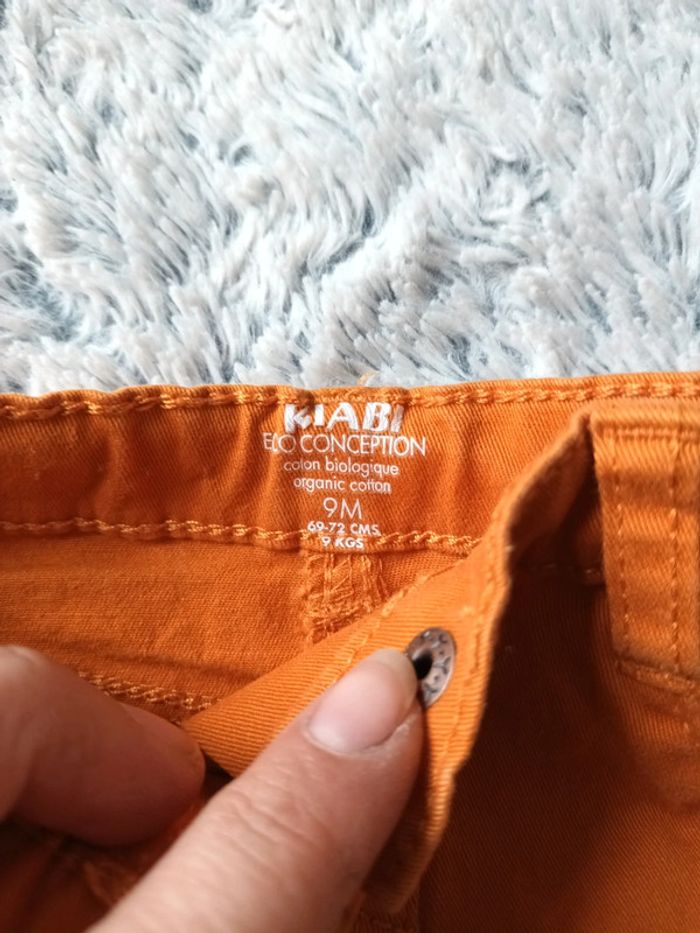 KIABI
ECO CONCEPTION
coton biologique
organic cotton
9M
69-72 CMS
9 KGS